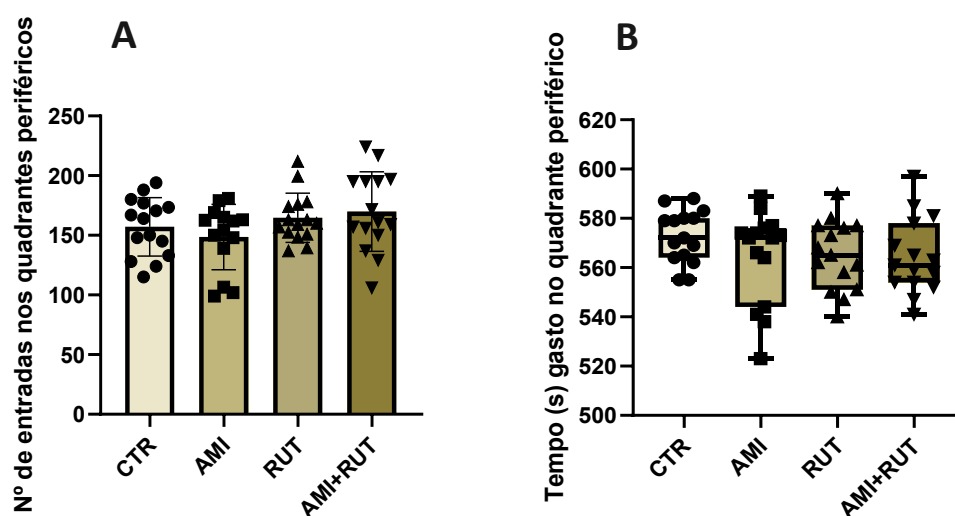 A
Nº de entradas nos quadrantes periféricos
250
200
150
100
50
0
CTR
AMI
RUT
AMI+RUT
B
Tempo (s) gasto no quadrante periférico
620
600
580
560
540
520
500
CTR
AMI
RUT
AMI+RUT